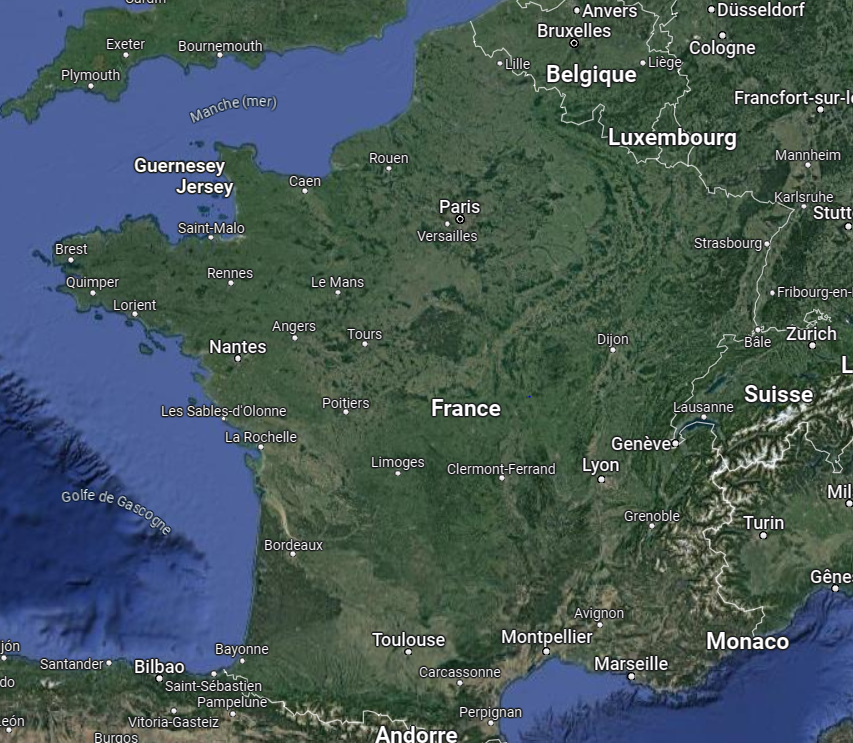 Cardiff
Anvers
Düsseldorf
Exeter
Bournemouth
Bruxelles
Cologne
Plymouth
Lille
Liège
Belgique
Manche (mer)
Francfort-sur-le
Luxembourg
Guernesey
Jersey
Rouen
Mannheim
Caen
Karlsruhe
Paris
Stutt
Saint-Malo
Versailles
Strasbourg
Brest
Quimper
Rennes
Le Mans
Fribourg-en-
Lorient
Angers
Tours
Dijon
Bâle
Zurich
Nantes
L
Suisse
Les Sables-d'Olonne
Poitiers
France
Lausanne
La Rochelle
Genève
Limoges
Clermont-Ferrand
Lyon
Golfe de Gascogne
Mil
Grenoble
Turin
Bordeaux
Gênes
Avignon
jón
Bayonne
Toulouse
Montpellier
Monaco
Santander
Bilbao
Marseille
do
Saint-Sébastien
Carcassonne
Pampelune
León
Vitoria-Gasteiz
Perpignan
Burgos
Andorre